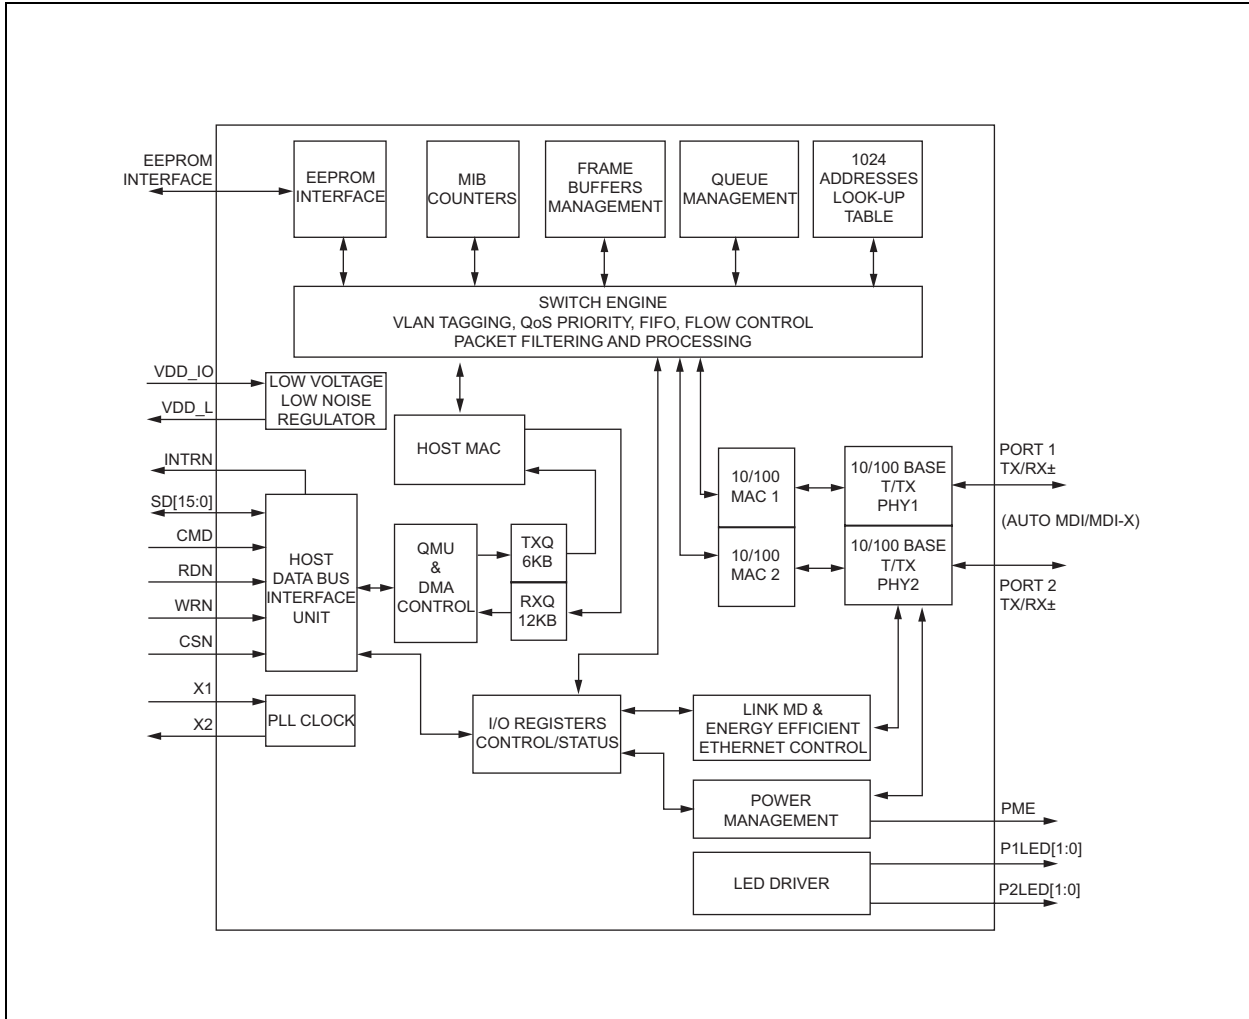 EEPROM
INTERFACE
EEPROM
INTERFACE
MIB
COUNTERS
FRAME
BUFFERS
MANAGEMENT
QUEUE
MANAGEMENT
1024
ADDRESSES
LOOK-UP
TABLE
SWITCH ENGINE
VLAN TAGGING, QoS PRIORITY, FIFO, FLOW CONTROL
PACKET FILTERING AND PROCESSING
VDD_IO
VDD_L
LOW VOLTAGE
LOW NOISE
REGULATOR
HOST MAC
INTRN
SD[15:0]
CMD
RDN
WRN
CSN
HOST
DATA BUS
INTERFACE
UNIT
QMU
&
DMA
CONTROL
TXQ
6KB
RXQ
12KB
10/100
MAC 1
10/100
MAC 2
10/100 BASE
T/TX
PHY1
10/100 BASE
T/TX
PHY2
PORT 1
TX/RX±
(AUTO MDI/MDI-X)
PORT 2
TX/RX±
X1
X2
PLL CLOCK
I/O REGISTERS
CONTROL/STATUS
LINK MD &
ENERGY EFFICIENT
ETHERNET CONTROL
POWER
MANAGEMENT
PME
LED DRIVER
P1LED[1:0]
P2LED[1:0]